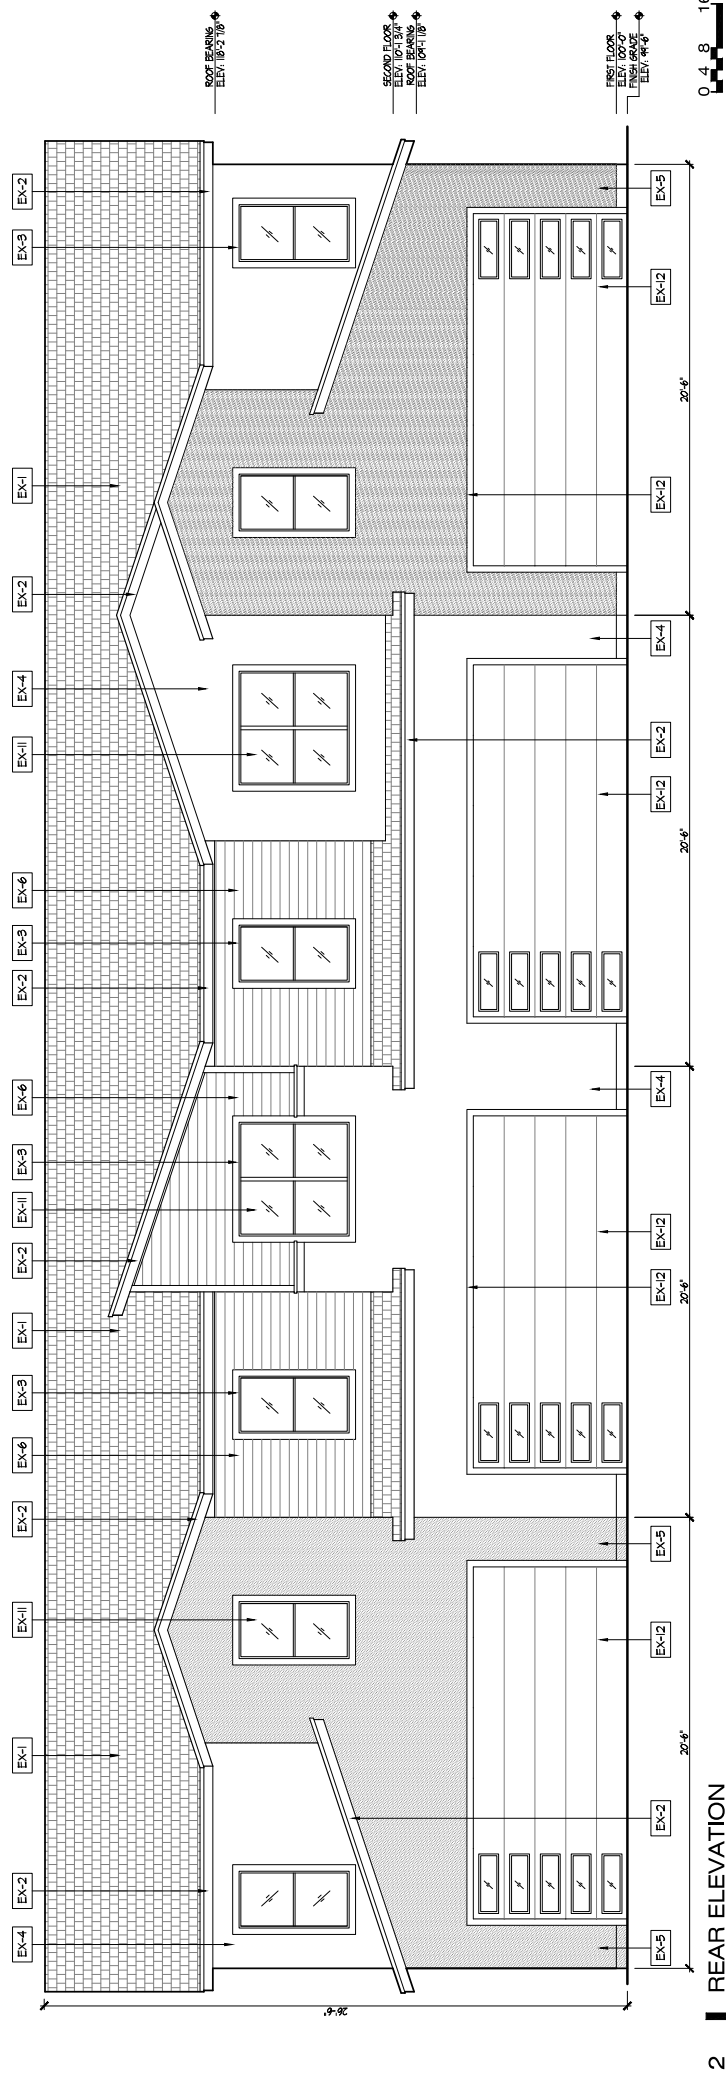 EX-4
EX-2
EX-1
EX-11
EX-2
EX-6
EX-3
EX-1
EX-2
EX-11
EX-3
EX-6
EX-2
EX-3
EX-6
EX-11
EX-4
EX-2
EX-1
EX-3
EX-2
ROOF BEARING
ELEV: 118'-2 7/8"
SECOND FLOOR
ELEV: 110'-1 3/4"
ROOF BEARING
ELEV: 109'-1 1/8"
FIRST FLOOR
ELEV: 100'-0"
FINISH GRADE
ELEV: 99'-6"
26'-6"
EX-5
EX-2
EX-12
EX-5
EX-12
EX-12
EX-4
EX-12
EX-2
EX-4
EX-12
EX-12
EX-5
20'-6"
20'-6"
20'-6"
20'-6"
2 REAR ELEVATION
0 4 8 16